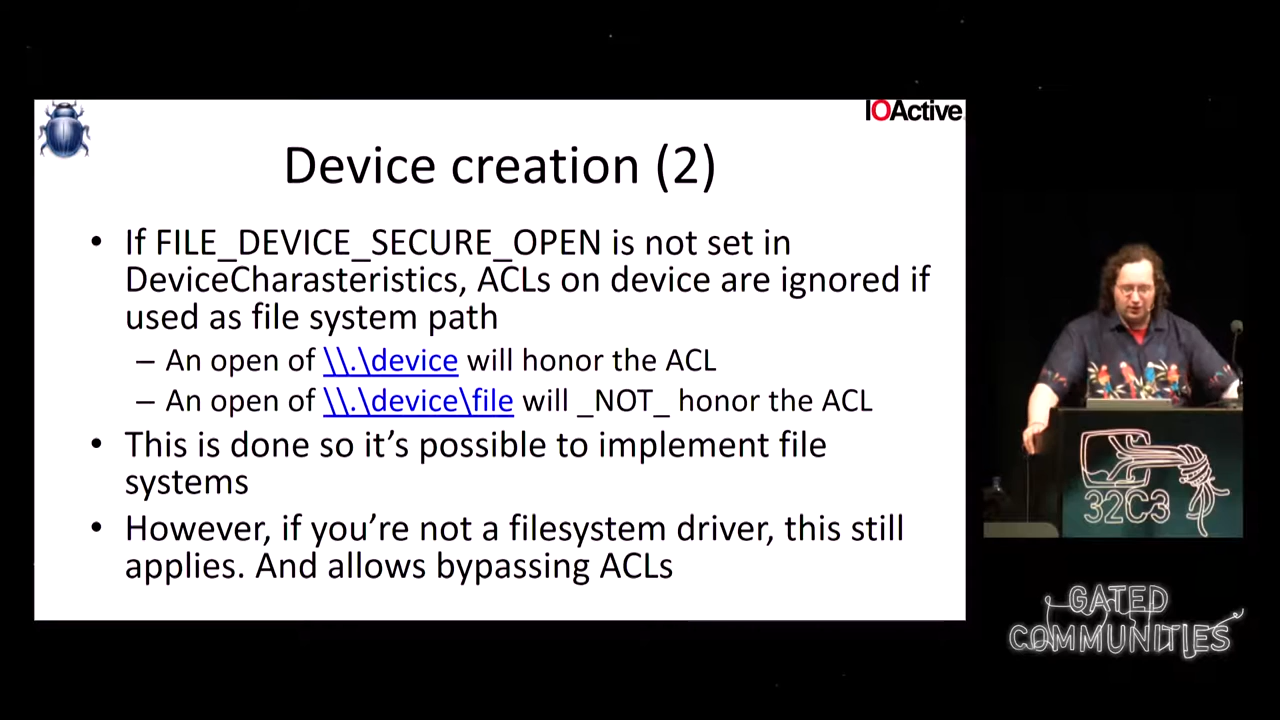 IOActive
Device creation (2)
• If FILE_DEVICE_SECURE_OPEN is not set in
DeviceCharasteristics, ACLs on device are ignored if
used as file system path
– An open of \\.\device will honor the ACL
– An open of \\.\device\file will _NOT_ honor the ACL
• This is done so it’s possible to implement file
systems
• However, if you’re not a filesystem driver, this still
applies. And allows bypassing ACLs
32C3
GATED
COMMUNITIES